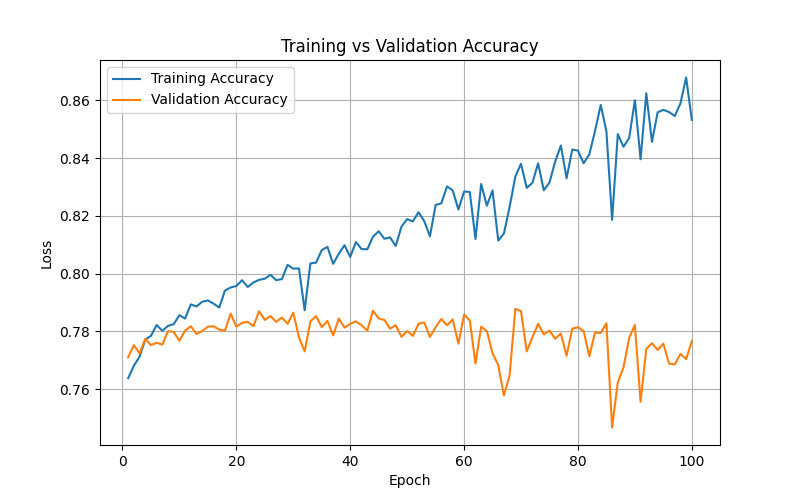 Training vs Validation Accuracy
Training Accuracy
Validation Accuracy
Loss
0.86
0.84
0.82
0.80
0.78
0.76
0 20 40 60 80 100
Epoch